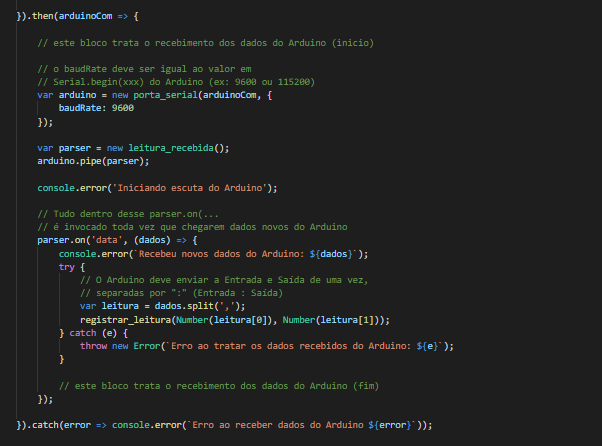 }).then(arduinoCom => {
// este bloco trata o recebimento dos dados do Arduino (inicio)
// o baudRate deve ser igual ao valor em
// Serial.begin(xxx) do Arduino (ex: 9600 ou 115200)
var arduino = new porta_serial(arduinoCom, {
baudRate: 9600
});
var parser = new leitura_recebida();
arduino.pipe(parser);
console.error('Iniciando escuta do Arduino');
// Tudo dentro desse parser.on(...
// é invocado toda vez que chegarem dados novos do Arduino
parser.on('data', (dados) => {
console.error(`Recebeu novos dados do Arduino: ${dados}`);
try {
// O Arduino deve enviar a Entrada e Saída de uma vez,
// separadas por ":" (Entrada : Saída)
var leitura = dados.split(',');
registrar_leitura(Number(leitura[0]), Number(leitura[1]));
} catch (e) {
throw new Error(`Erro ao tratar os dados recebidos do Arduino: ${e}`);
}
// este bloco trata o recebimento dos dados do Arduino (fim)
});
}).catch(error => console.error(`Erro ao receber dados do Arduino ${error}`));